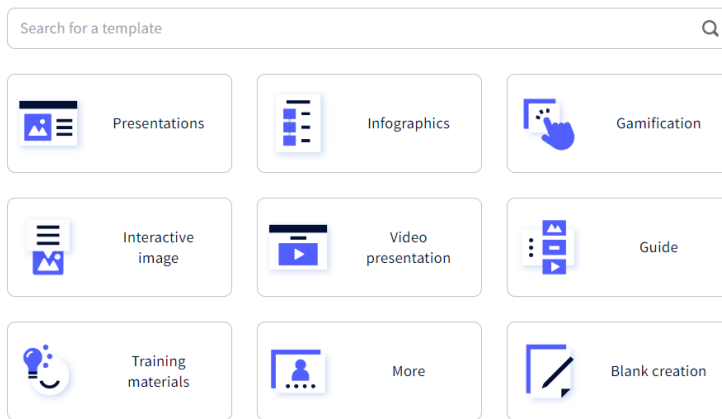 Search for a template
Presentations
Infographics
Gamification
Interactive
image
Video
presentation
Guide
Training
materials
More
Blank creation